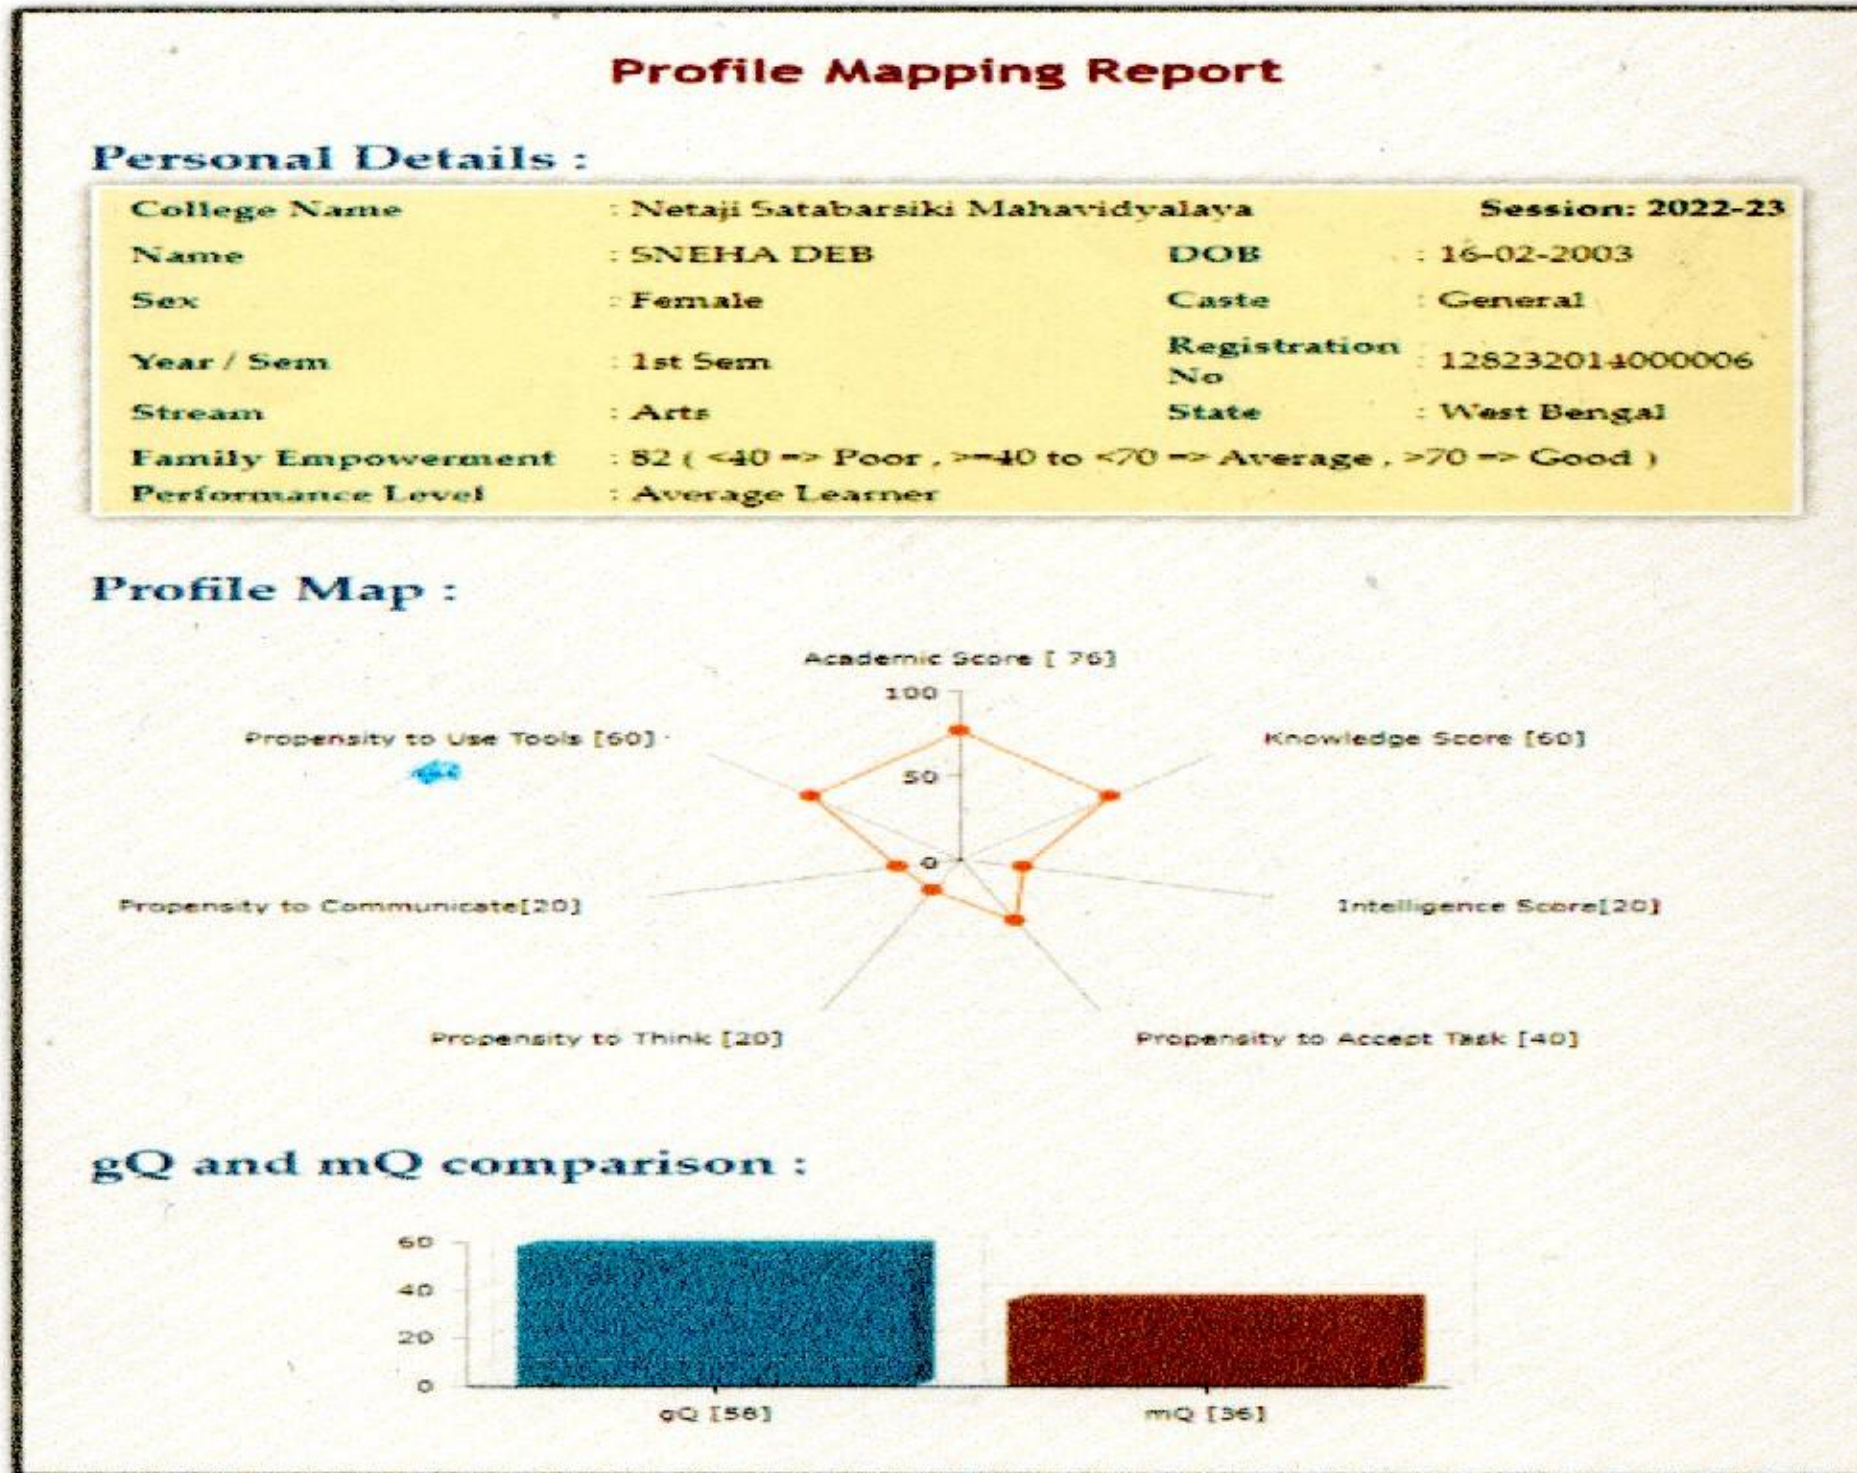 Profile Mapping Report
Personal Details :
College Name : Netaji Satabarsiki Mahavidyalaya Session: 2022-23
Name : SNEHA DEB DOB : 16-02-2003
Sex : Female Caste : General
Year / Sem : 1st Sem Registration No : 128232014000006
Stream : Arts State : West Bengal
Family Empowerment : 82 ( <40 => Poor , >=40 to <70 => Average , >70 => Good )
Performance Level : Average Learner
Profile Map :
Academic Score [ 76]
100
Propensity to Use Tools [60]
Knowledge Score [60]
50
0
Propensity to Communicate[20]
Intelligence Score[20]
Propensity to Think [20]
Propensity to Accept Task [40]
gQ and mQ comparison :
60
40
20
0
gQ [58]
mQ [36]